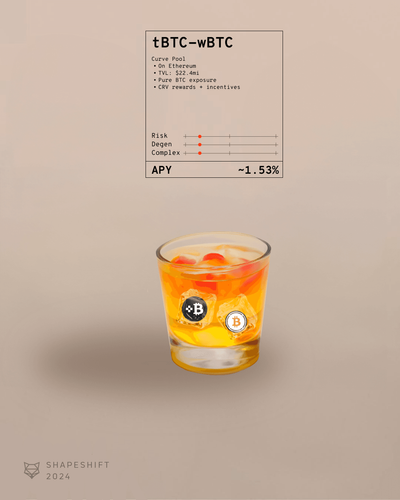 tBTC-wBTC
Curve Pool
• On Ethereum
• TVL: $22.4mi
• Pure BTC exposure
• CRV rewards + incentives
Risk
Degen
Complex
APY ~1.53%
SHAPESHIFT
2024